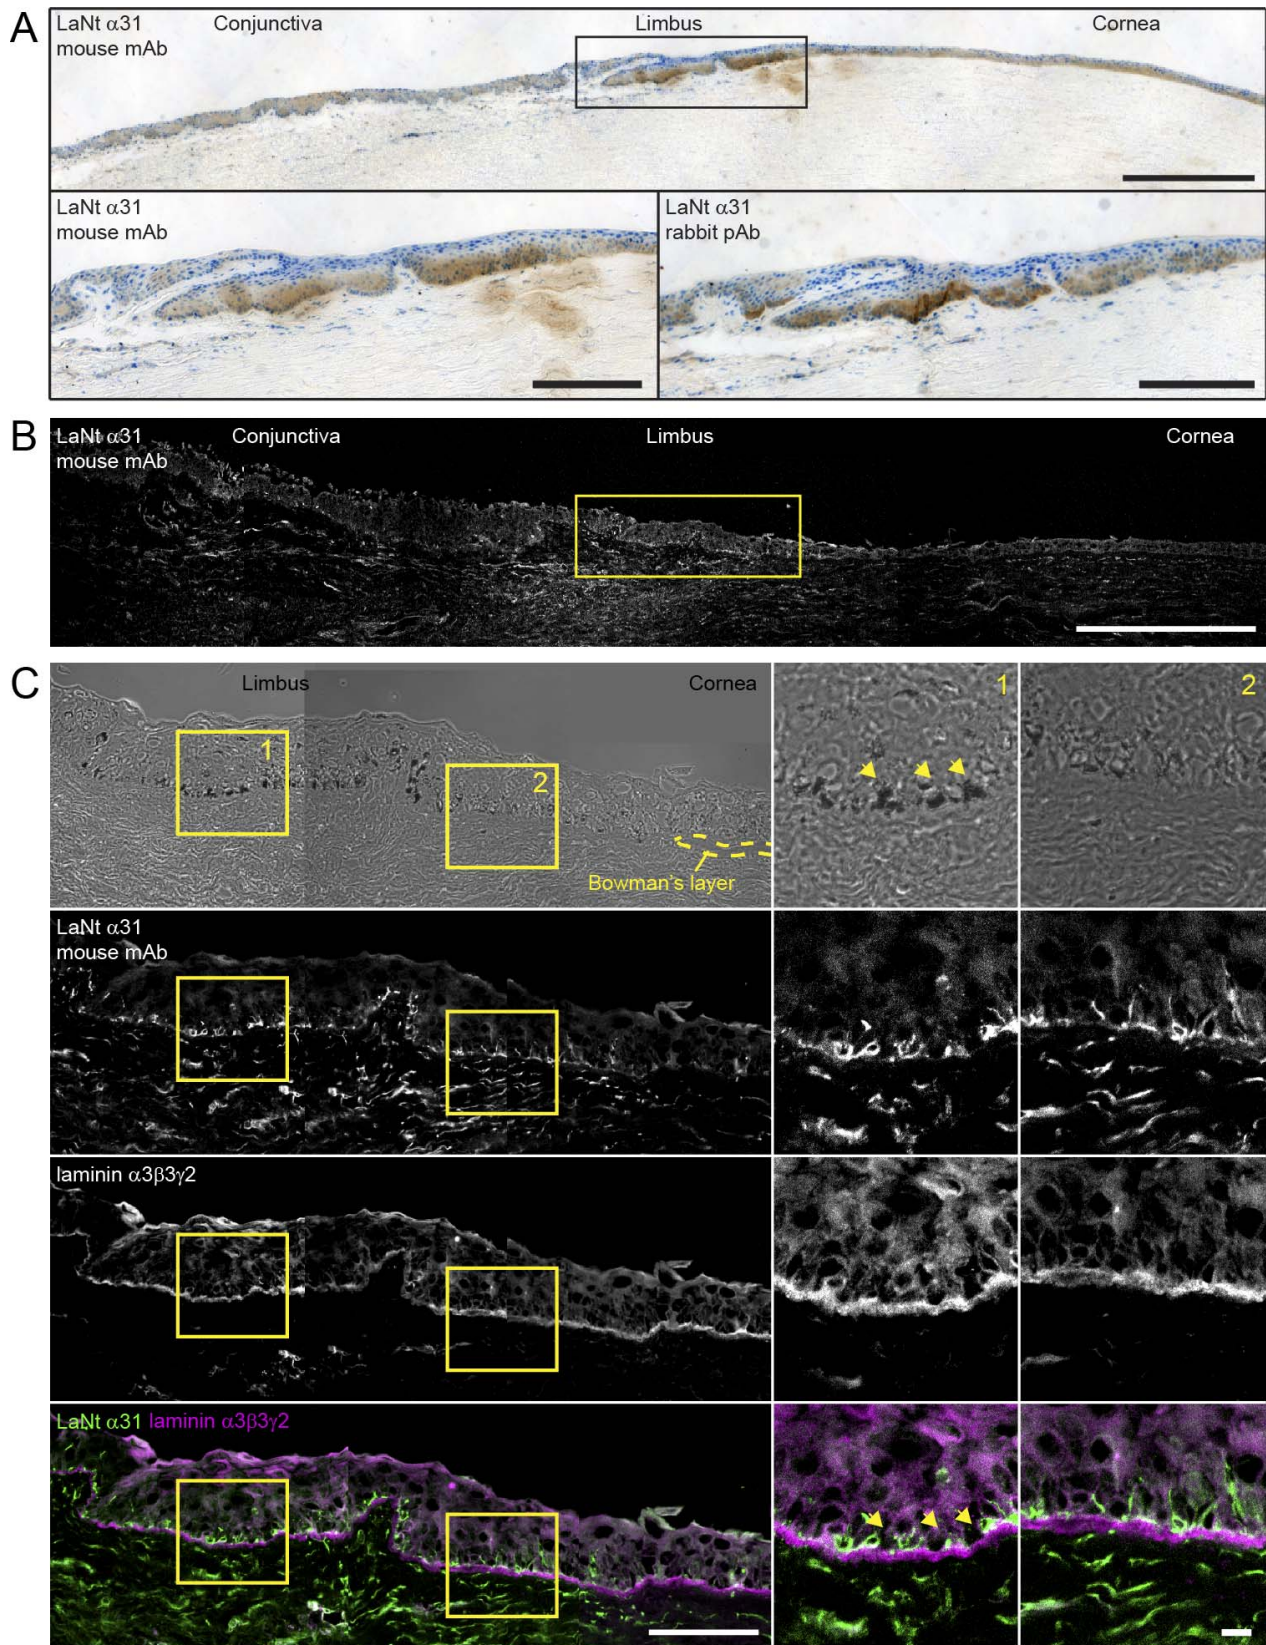 A
LaNt α31
mouse mAb
Conjunctiva
Limbus
Cornea
LaNt α31
mouse mAb
LaNt α31
rabbit pAb
B
LaNt α31
mouse mAb
Conjunctiva
Limbus
Cornea
C
Limbus
Cornea
1
2
Bowman's layer
1
2
LaNt α31
mouse mAb
laminin α3β3γ2
LaNt α31 laminin α3β3γ2